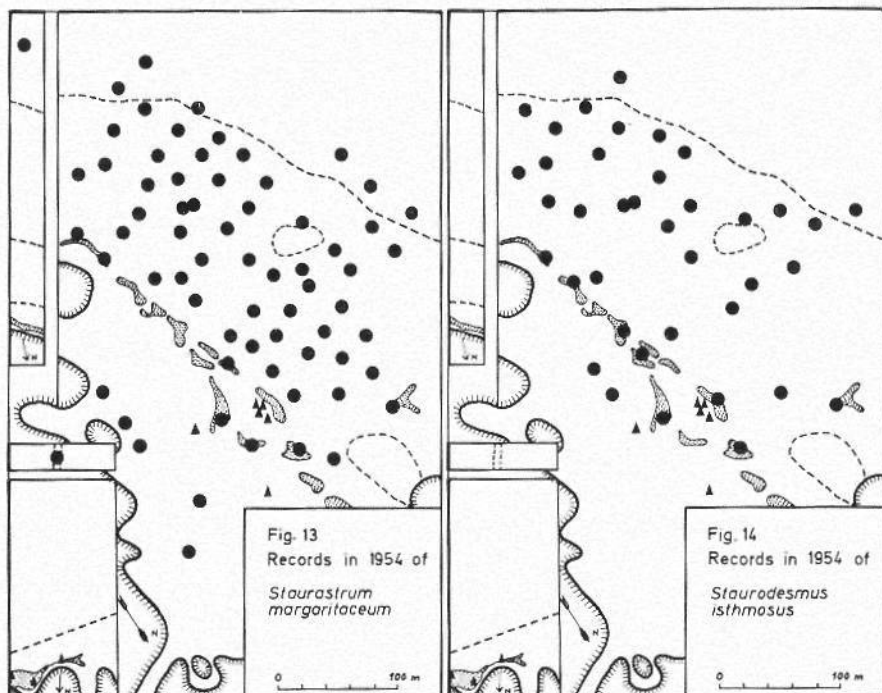 Fig. 13
Records in 1954 of
Staurastrum
margaritaceum
0 100 m
N
N
N
Fig. 14
Records in 1954 of
Staurodesmus
isthmosus
0 100 m
N
N
N